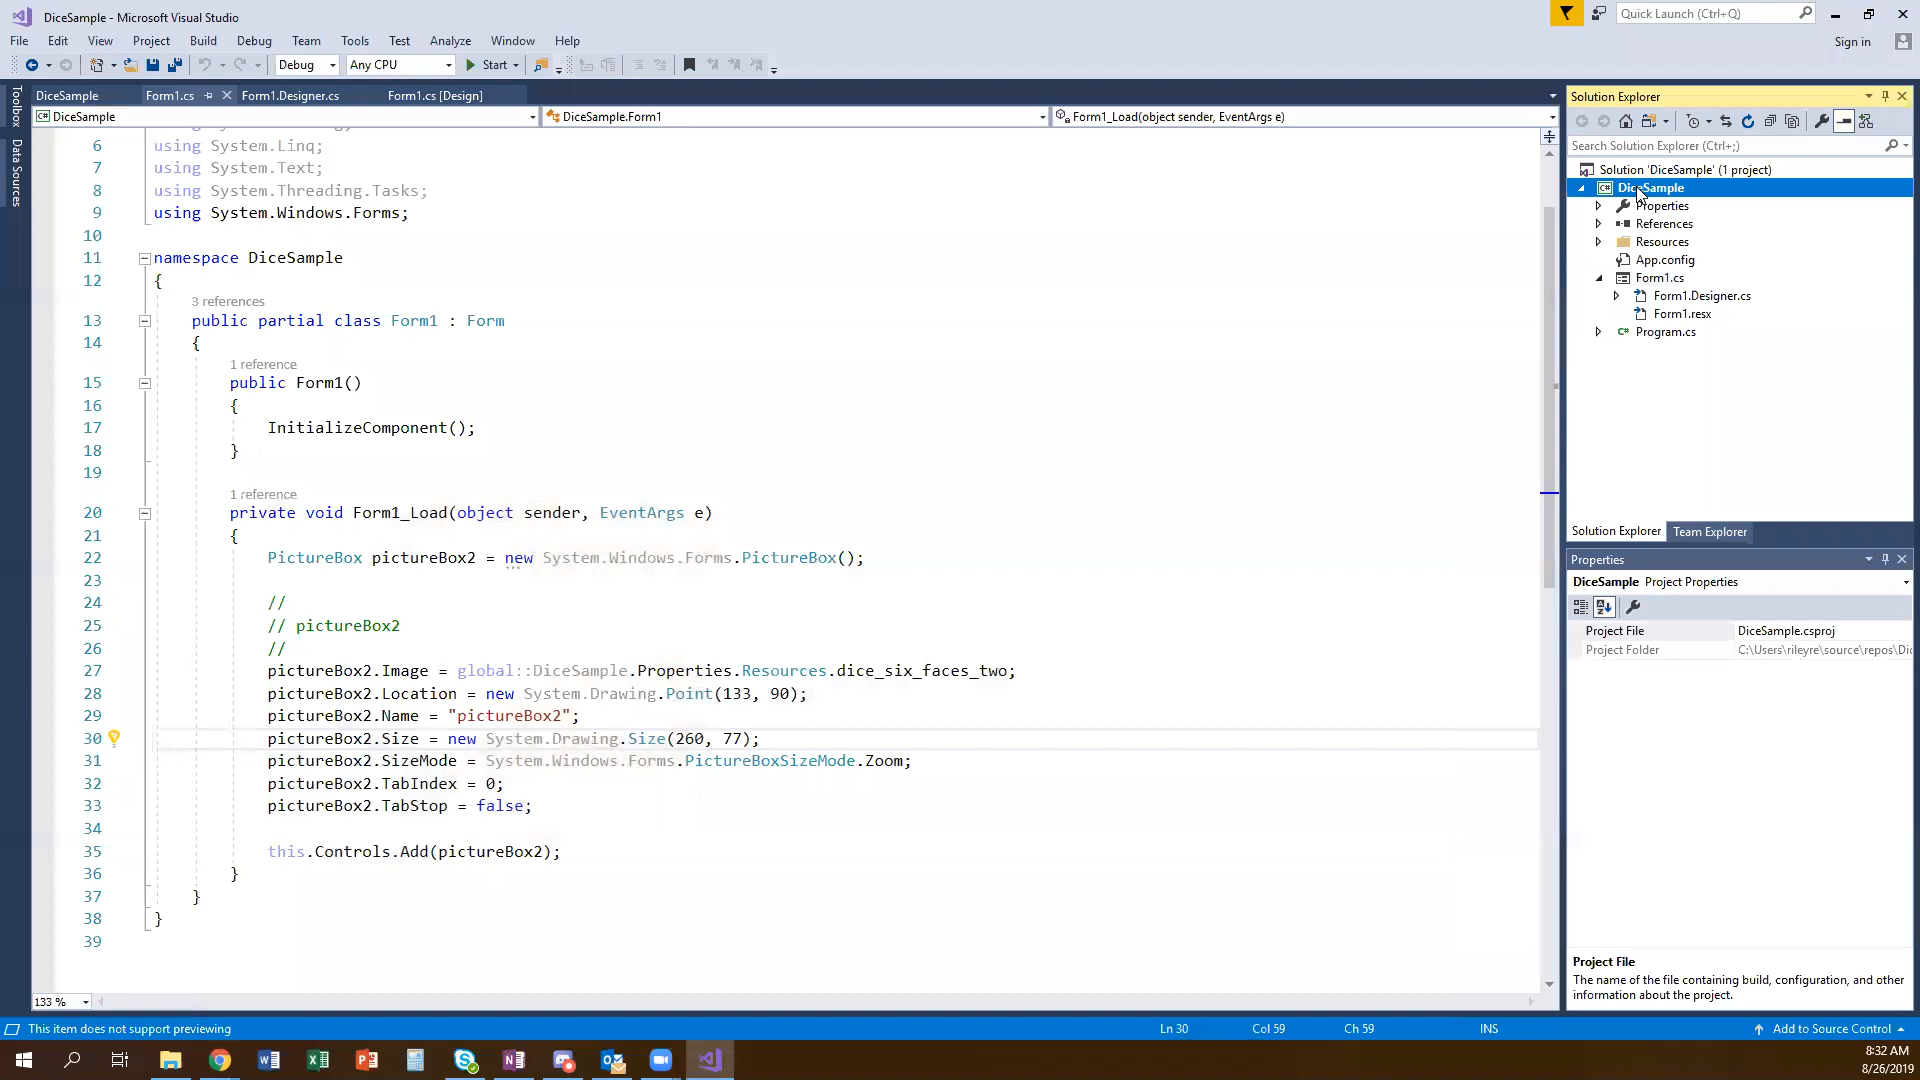 DiceSample - Microsoft Visual Studio
Quick Launch (Ctrl+Q)
File Edit View Project Build Debug Team Tools Test Analyze Window Help
Sign in
Debug Any CPU Start
Toolbox
Data Sources
DiceSample Form1.cs Form1.Designer.cs Form1.cs [Design]
DiceSample DiceSample.Form1 Form1_Load(object sender, EventArgs e)
6 using System.Linq;
7 using System.Text;
8 using System.Threading.Tasks;
9 using System.Windows.Forms;
10
11 namespace DiceSample
12 {
3 references
13 public partial class Form1 : Form
14 {
1 reference
15 public Form1()
16 {
17 InitializeComponent();
18 }
19
1 reference
20 private void Form1_Load(object sender, EventArgs e)
21 {
22 PictureBox pictureBox2 = new System.Windows.Forms.PictureBox();
23
24 //
25 // pictureBox2
26 //
27 pictureBox2.Image = global::DiceSample.Properties.Resources.dice_six_faces_two;
28 pictureBox2.Location = new System.Drawing.Point(133, 90);
29 pictureBox2.Name = "pictureBox2";
30 pictureBox2.Size = new System.Drawing.Size(260, 77);
31 pictureBox2.SizeMode = System.Windows.Forms.PictureBoxSizeMode.Zoom;
32 pictureBox2.TabIndex = 0;
33 pictureBox2.TabStop = false;
34
35 this.Controls.Add(pictureBox2);
36 }
37 }
38 }
39
133 %
Solution Explorer
Search Solution Explorer (Ctrl+;)
Solution 'DiceSample' (1 project)
C# DiceSample
Properties
References
Resources
App.config
Form1.cs
Form1.Designer.cs
Form1.resx
C# Program.cs
Solution Explorer Team Explorer
Properties
DiceSample Project Properties
Project File DiceSample.csproj
Project Folder C:\Users\rileyre\source\repos\Dic
Project File
The name of the file containing build, configuration, and other
information about the project.
This item does not support previewing Ln 30 Col 59 Ch 59 INS Add to Source Control
8:32 AM
8/26/2019